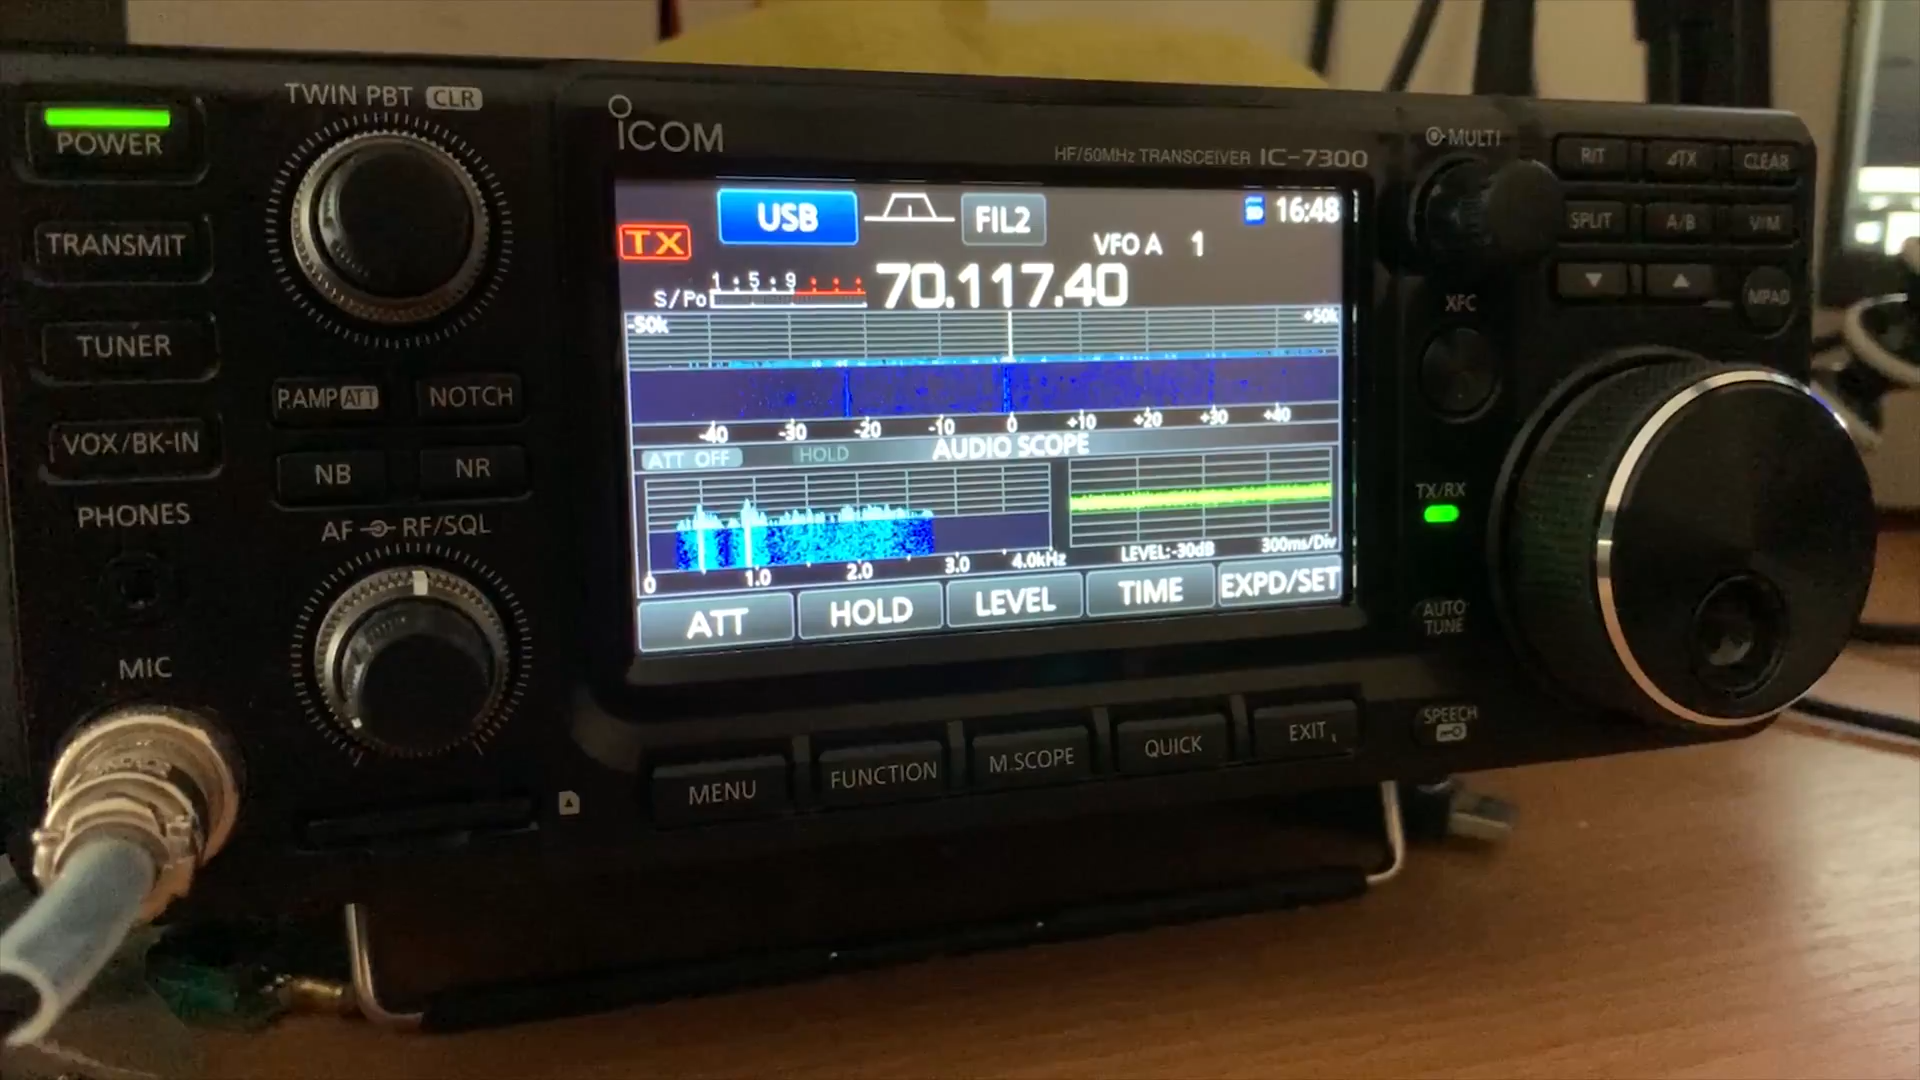 POWER
TWIN PBT CLR
ICOM
HF/50MHz TRANSCEIVER IC-7300
MULTI
RIT
⊿TX
CLEAR
TRANSMIT
TX
USB
FIL2
16:48
VFO A 1
SPLIT
A/B
V/M
1 5 9
S/Po
70.117.40
▼
▲
MPAD
XFC
TUNER
-50k
+50k
P.AMP ATT
NOTCH
-40 -30 -20 -10 0 +10 +20 +30 +40
VOX/BK-IN
ATT OFF
HOLD
AUDIO SCOPE
NB
NR
TX/RX
PHONES
AF RF/SQL
LEVEL:-30dB
300ms/Div
0 1.0 2.0 3.0 4.0kHz
ATT
HOLD
LEVEL
TIME
EXPD/SET
AUTO
TUNE
MIC
SPEECH
MENU
FUNCTION
M.SCOPE
QUICK
EXIT